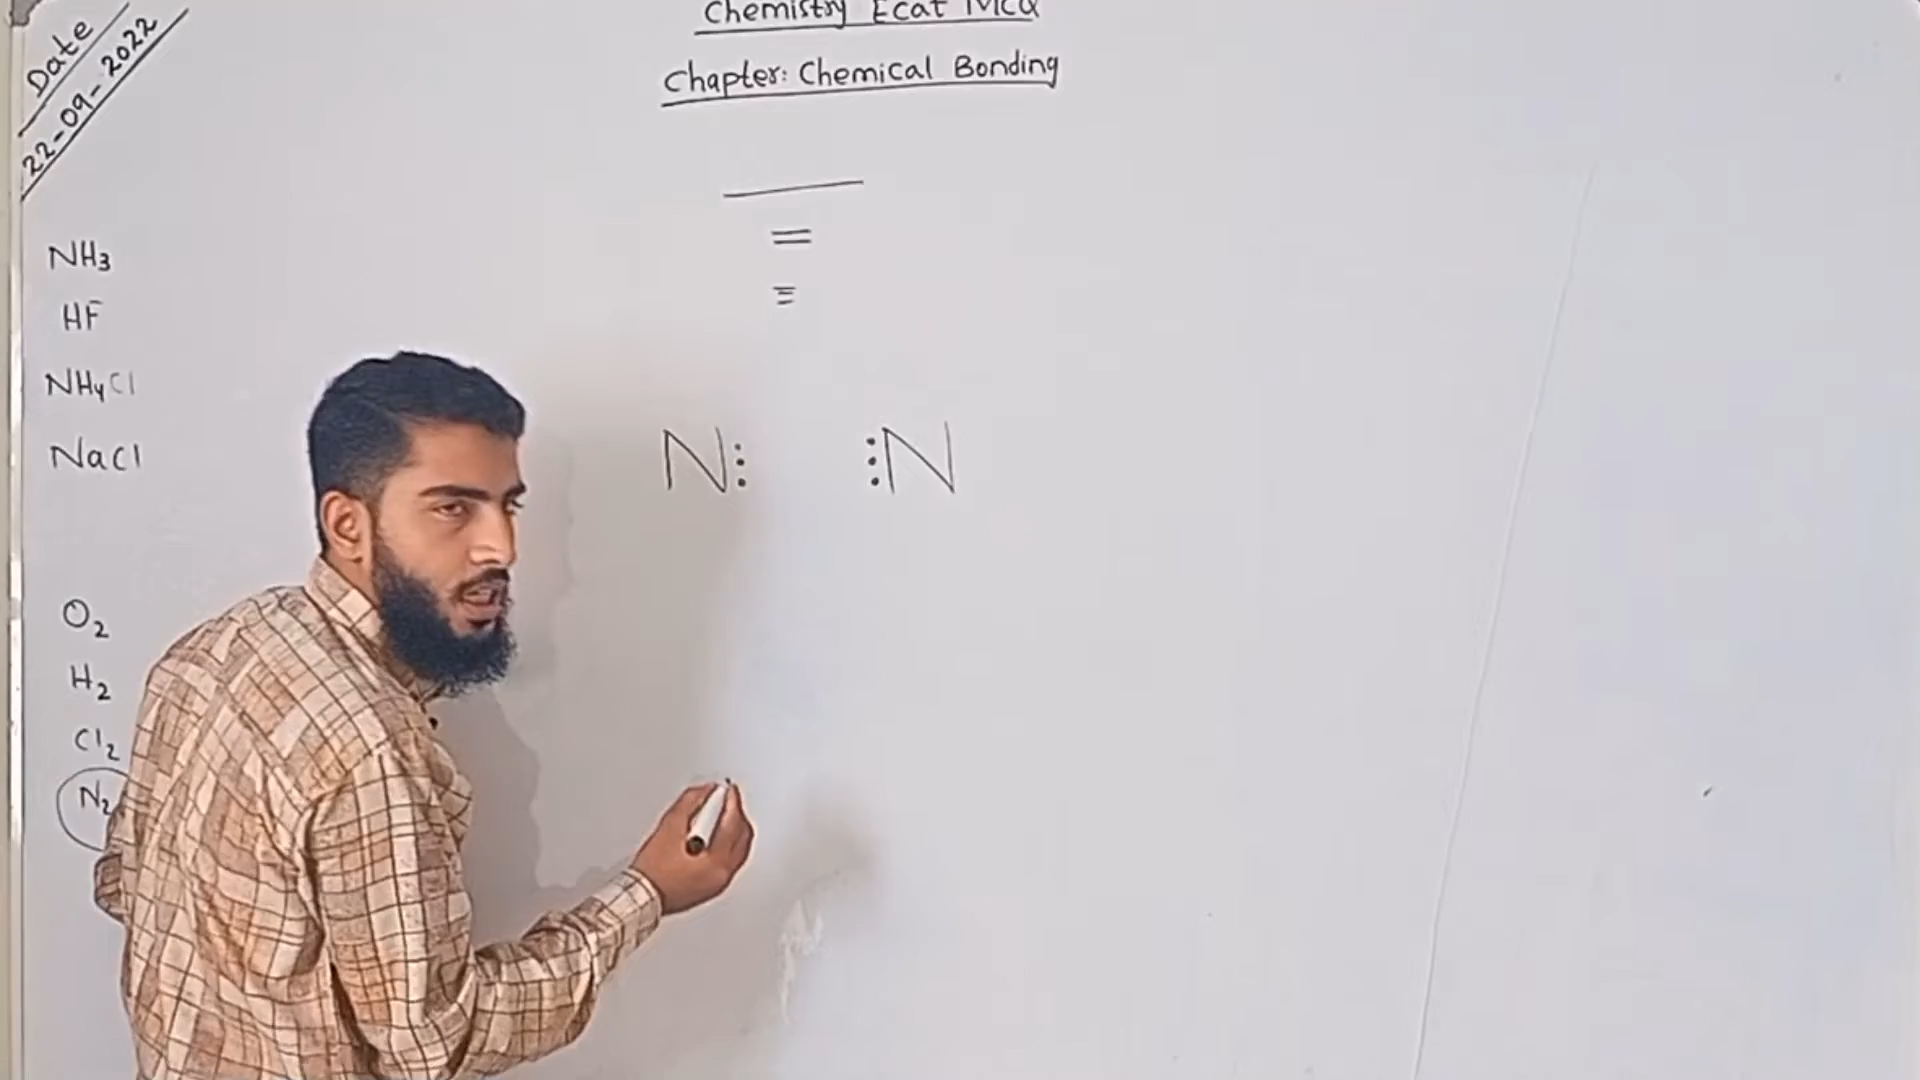 Date
22-09-2022
Chemistry Ecat MCQ
Chapter: Chemical Bonding
=
≡
NH3
HF
NH4Cl
NaCl
N: :N
O2
H2
Cl2
N2